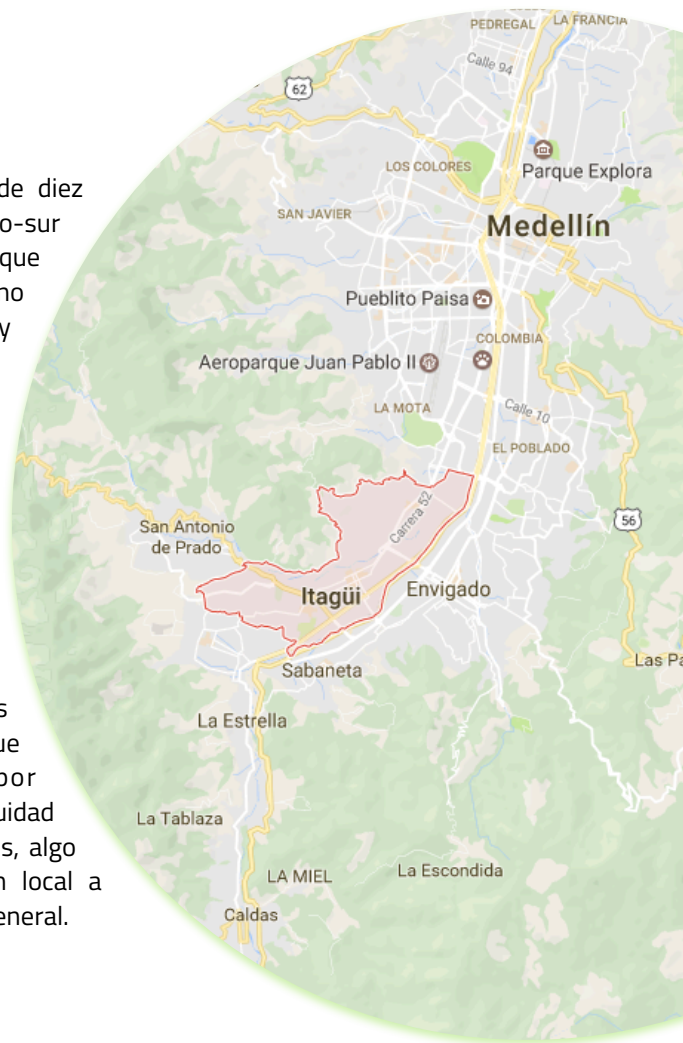 PEDREGAL
LA FRANCIA
Calle 94
62
LOS COLORES
Parque Explora
de diez
SAN JAVIER
o-sur
Medellín
que
no
Pueblito Paisa
y
COLOMBIA
Aeroparque Juan Pablo II
LA MOTA
Calle 10
EL POBLADO
Carrera 52
San Antonio
de Prado
56
Itagüi
Envigado
Sabaneta
Las Pa
s
La Estrella
ue
por
uidad
La Tablaza
s, algo
LA MIEL
La Escondida
n local a
Caldas
eneral.